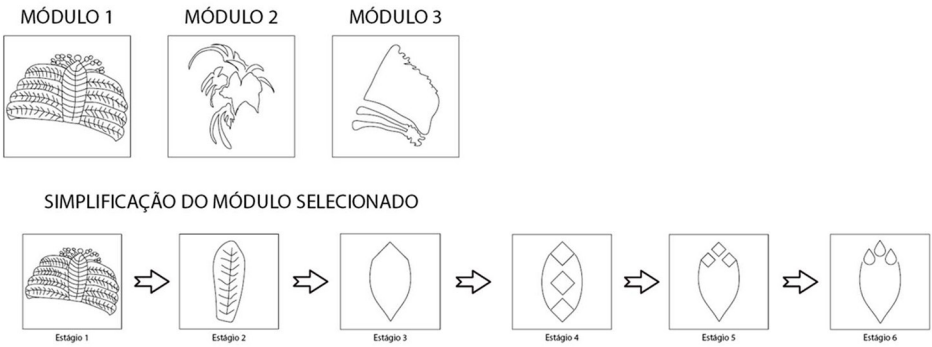 MÓDULO 1 MÓDULO 2 MÓDULO 3
SIMPLIFICAÇÃO DO MÓDULO SELECIONADO
Estágio 1 Estágio 2 Estágio 3 Estágio 4 Estágio 5 Estágio 6